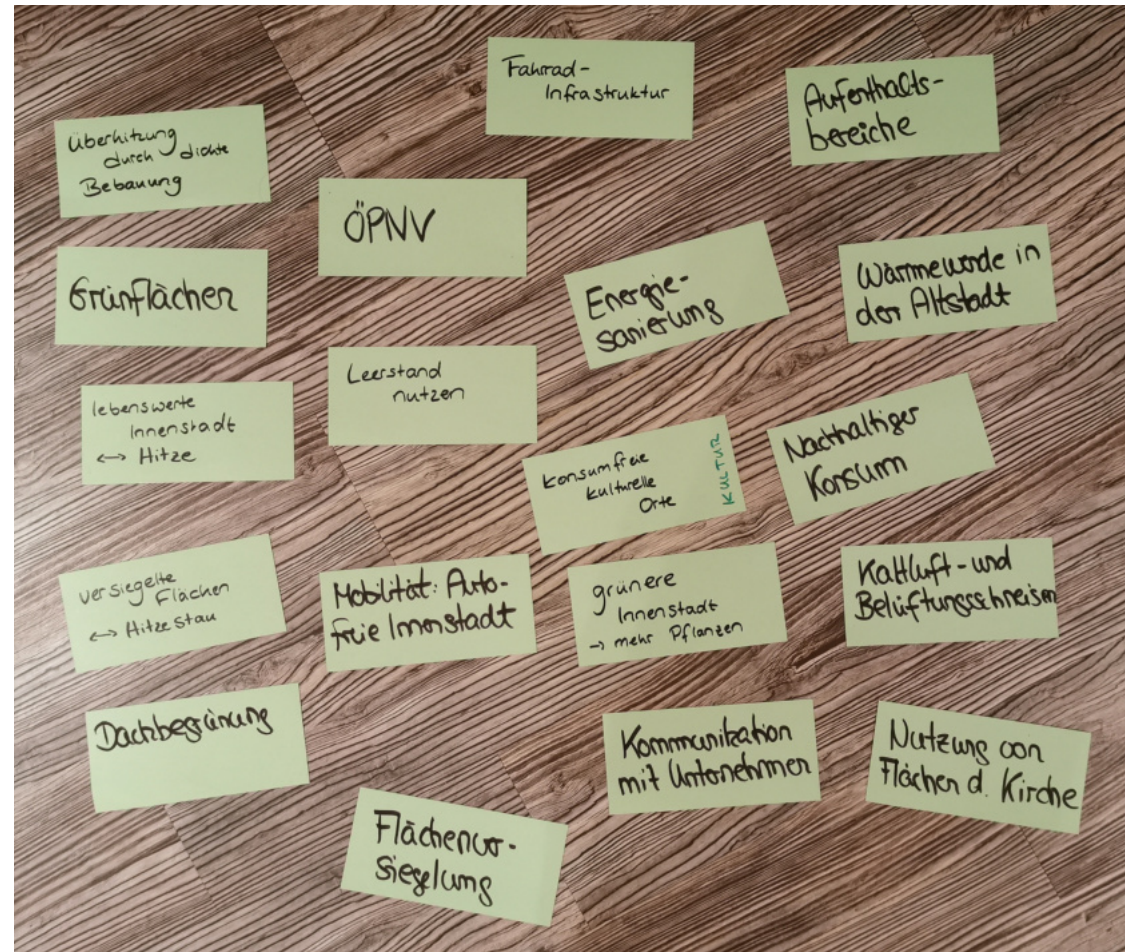 Fahrrad-
Infrastruktur
Aufenthalts-
bereiche
Überhitzung
durch dichte
Bebauung
ÖPNV
Grünflächen
Energie-
sanierung
Wärmewende in
der Altstadt
Leerstand
nutzen
lebenswerte
Innenstadt
↔ Hitze
konsumfreie
kulturelle
Orte
KULTUR
Nachhaltiger
Konsum
versiegelte
Flächen
↔ Hitzestau
Mobilität: Auto-
freie Innenstadt
grünere
Innenstadt
→ mehr Pflanzen
Kaltluft- und
Belüftungsschneisen
Dachbegrünung
Kommunikation
mit Unternehmen
Nutzung von
Flächen d. Kirche
Flächenver-
siegelung